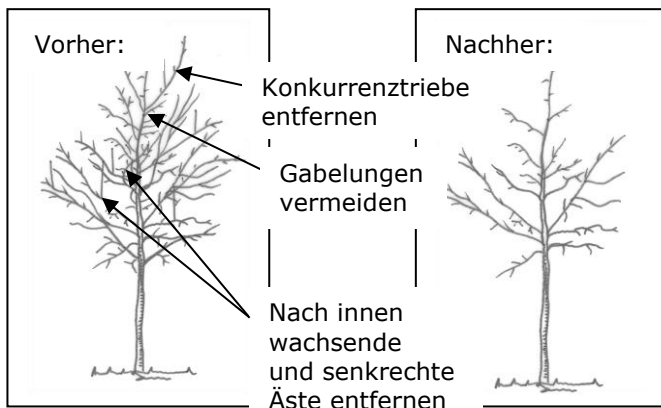 Vorher:
Nachher:
Konkurrenztriebe
entfernen
Gabelungen
vermeiden
Nach innen
wachsende
und senkrechte
Äste entfernen